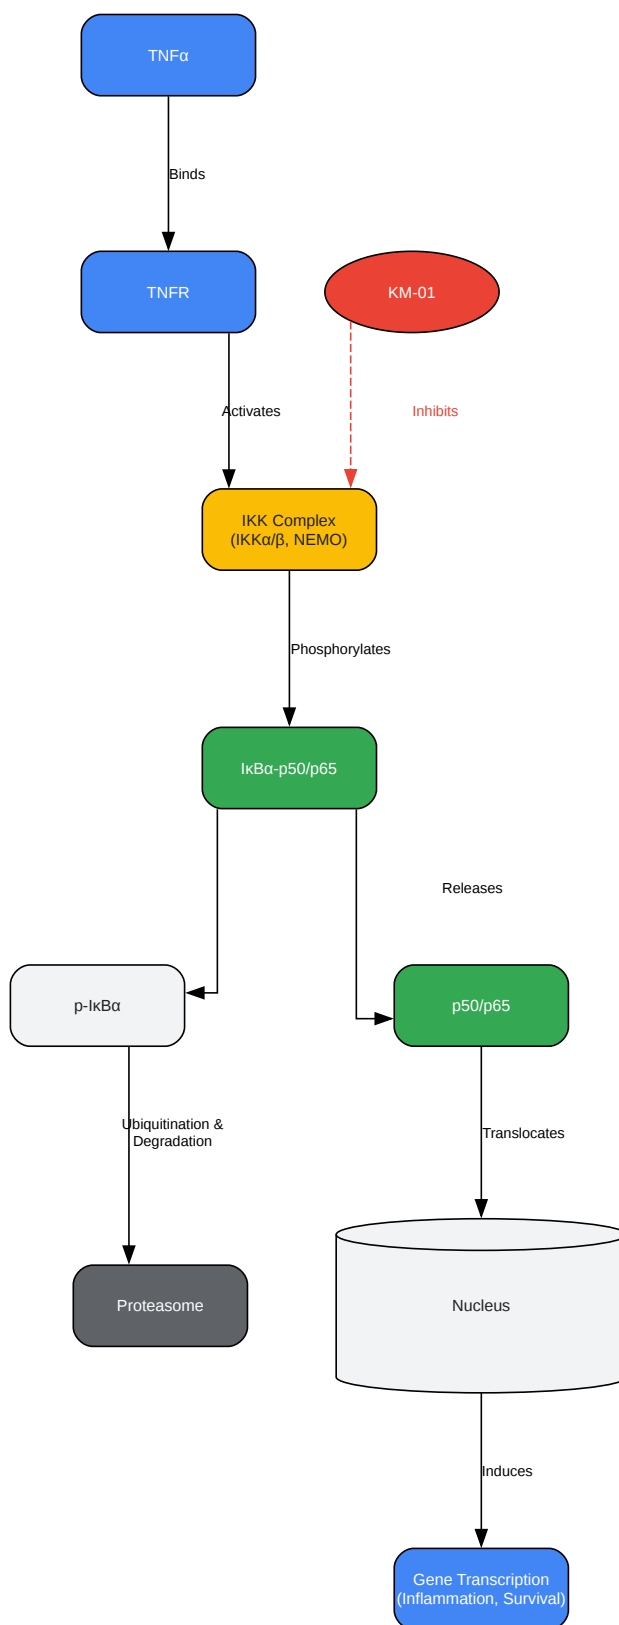 TNFα
Binds
TNFR
KM-01
Activates
Inhibits
IKK Complex
(IKKα/β, NEMO)
Phosphorylates
IκBα-p50/p65
Releases
p-IκBα
p50/p65
Ubiquitination &
Degradation
Translocates
Proteasome
Nucleus
Induces
Gene Transcription
(Inflammation, Survival)